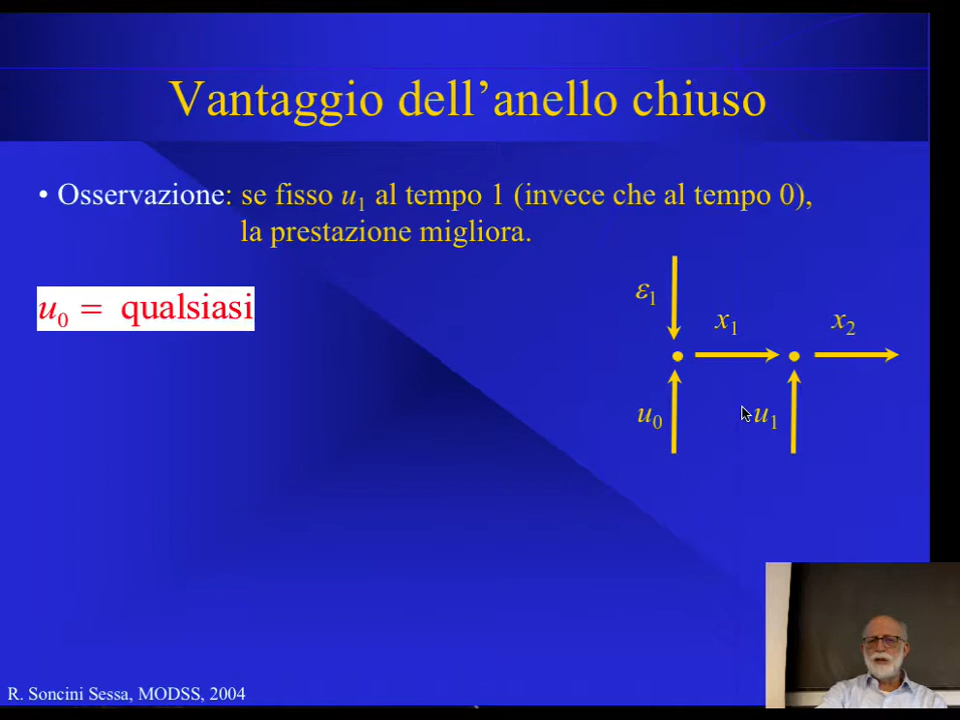 Vantaggio dell’anello chiuso
• Osservazione: se fisso u₁ al tempo 1 (invece che al tempo 0),
la prestazione migliora.
u₀ = qualsiasi
ε₁
x₁
x₂
u₀
u₁
R. Soncini Sessa, MODSS, 2004